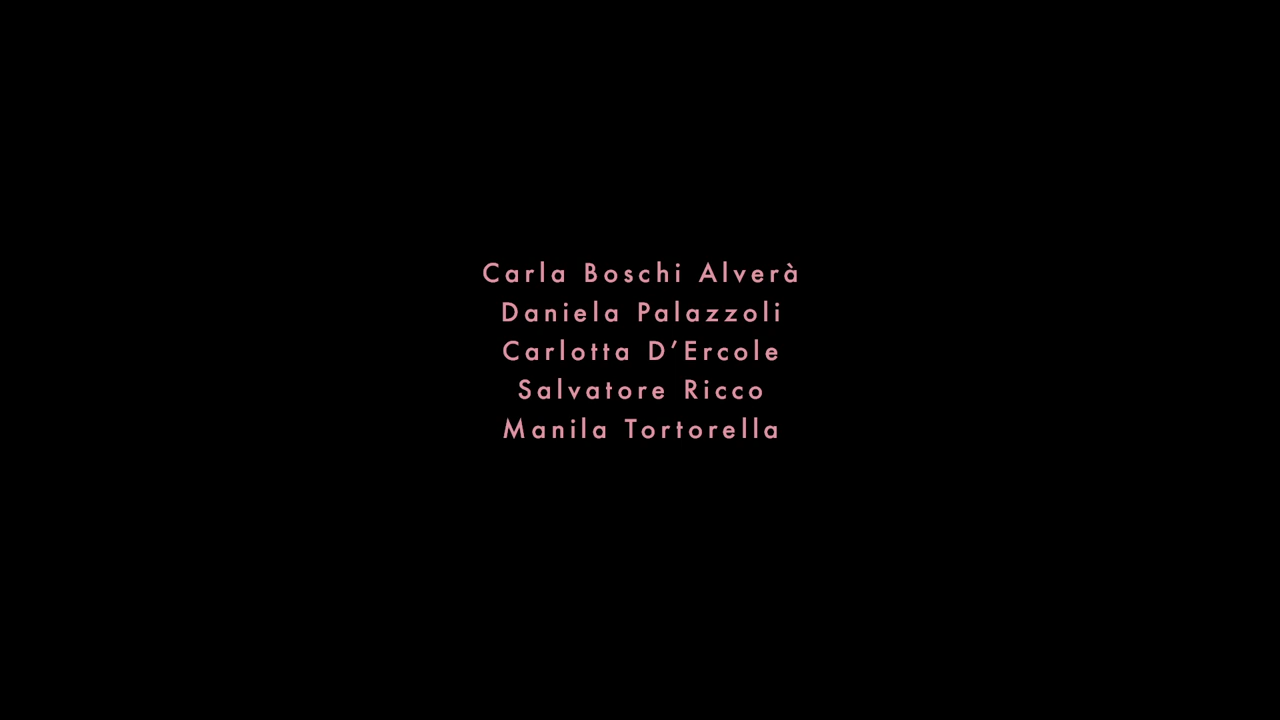 Carla Boschi Alverà
Daniela Palazzoli
Carlotta D’Ercole
Salvatore Ricco
Manila Tortorella